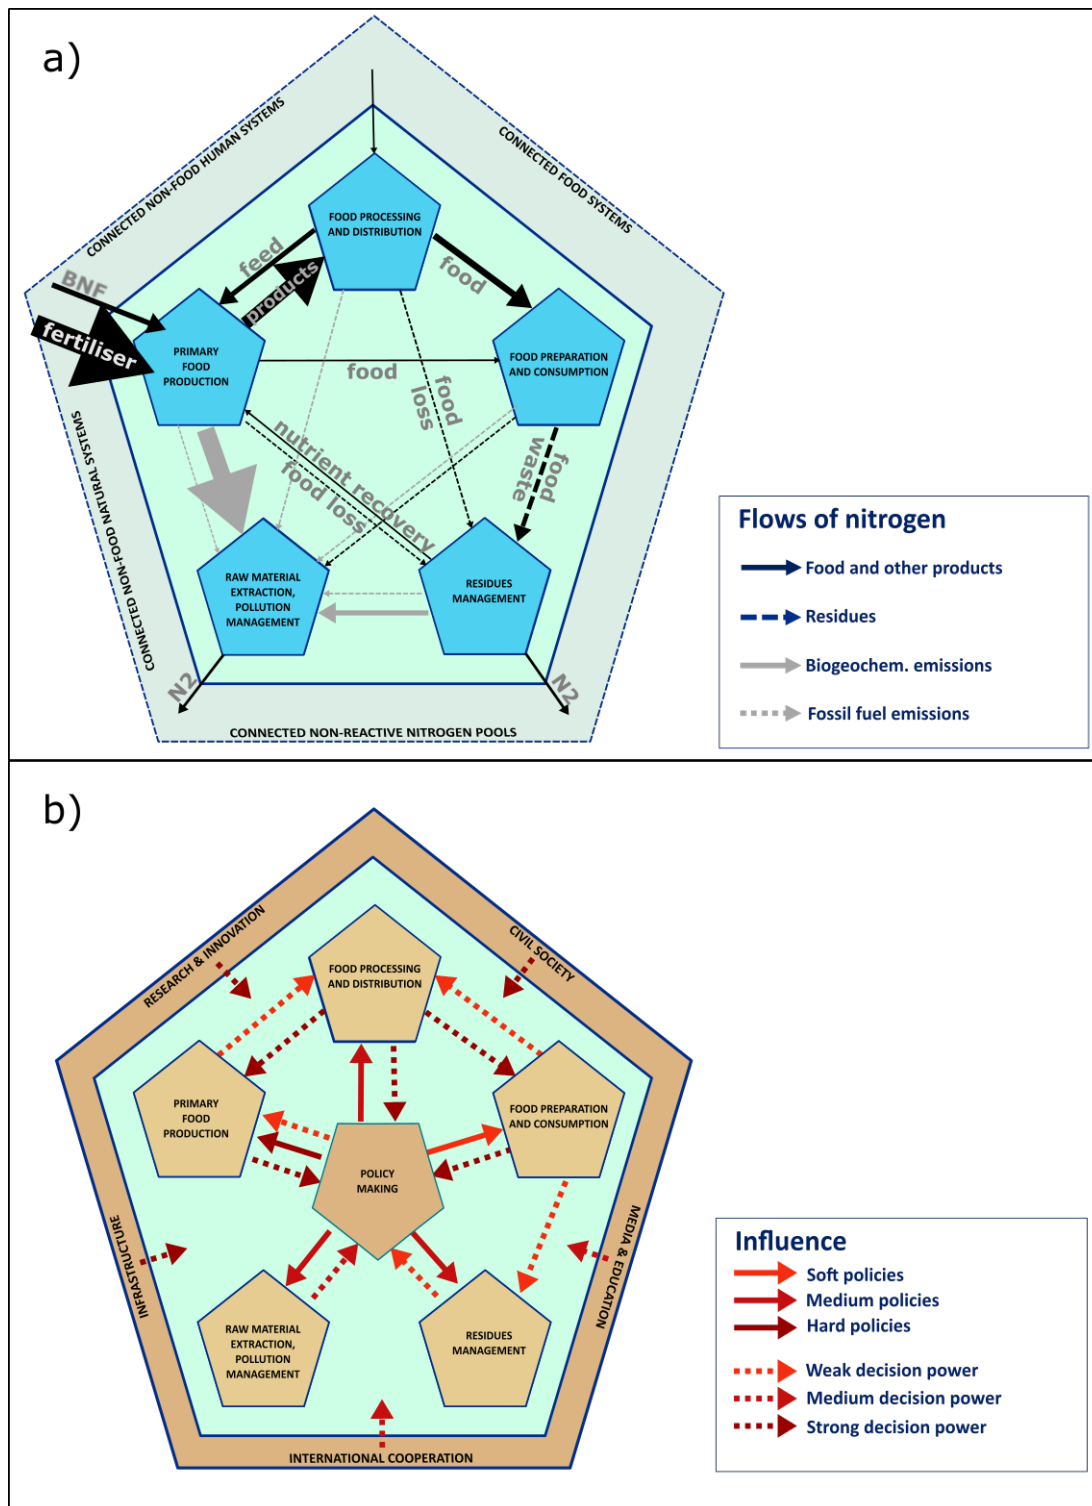 a)
CONNECTED NON-FOOD HUMAN SYSTEMS
CONNECTED FOOD SYSTEMS
FOOD PROCESSING
AND DISTRIBUTION
feed
products
food
BNF
fertiliser
PRIMARY
FOOD
PRODUCTION
food
FOOD PREPARATION
AND CONSUMPTION
food
loss
food
waste
nutrient recovery
food loss
CONNECTED NON-FOOD NATURAL SYSTEMS
RAW MATERIAL
EXTRACTION,
POLLUTION
MANAGEMENT
RESIDUES
MANAGEMENT
N2
N2
CONNECTED NON-REACTIVE NITROGEN POOLS
Flows of nitrogen
Food and other products
Residues
Biogeochem. emissions
Fossil fuel emissions
b)
RESEARCH & INNOVATION
CIVIL SOCIETY
FOOD PROCESSING
AND DISTRIBUTION
PRIMARY
FOOD
PRODUCTION
FOOD PREPARATION
AND CONSUMPTION
POLICY
MAKING
INFRASTRUCTURE
MEDIA & EDUCATION
RAW MATERIAL
EXTRACTION,
POLLUTION
MANAGEMENT
RESIDUES
MANAGEMENT
INTERNATIONAL COOPERATION
Influence
Soft policies
Medium policies
Hard policies
Weak decision power
Medium decision power
Strong decision power